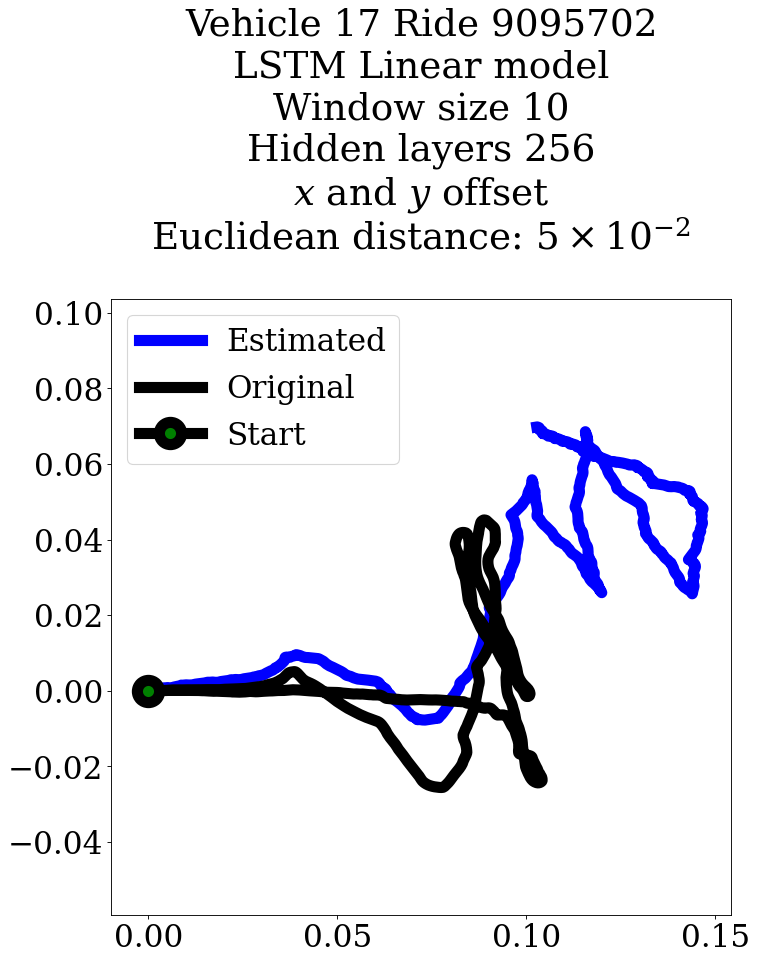 Vehicle 17 Ride 9095702
LSTM Linear model
Window size 10
Hidden layers 256
x and y offset
Euclidean distance: 5 × 10⁻²
0.10
0.08
0.06
0.04
0.02
0.00
−0.02
−0.04
Estimated
Original
Start
0.00 0.05 0.10 0.15